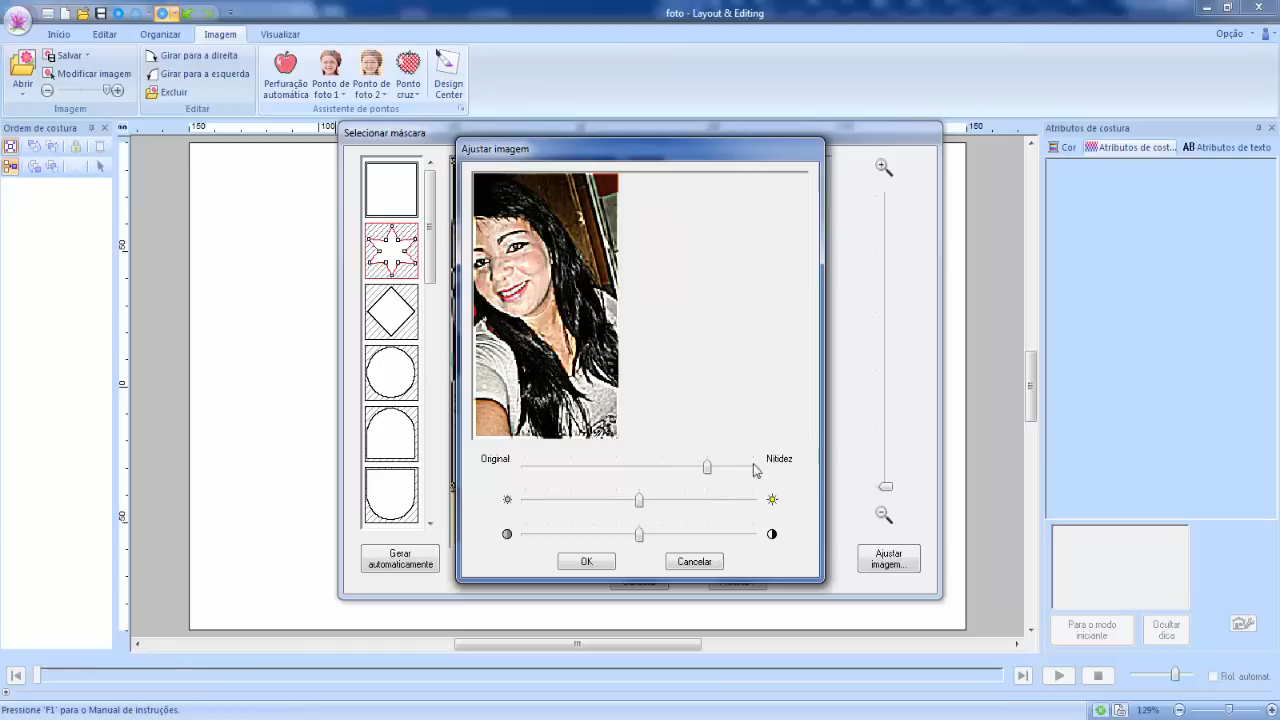 foto - Layout & Editing
Início
Editar
Organizar
Imagem
Visualizar
Opção
Abrir
Salvar
Modificar imagem
Imagem
Girar para a direita
Girar para a esquerda
Excluir
Editar
Perfuração automática
Ponto de foto 1
Ponto de foto 2
Ponto cruz
Design Center
Assistente de pontos
Ordem de costura
mm
150
100
150
Selecionar máscara
Ajustar imagem
Atributos de costura
Cor
Atributos de cost...
AB Atributos de texto
Original
Nitidez
OK
Cancelar
Gerar automaticamente
Ajustar imagem...
Para o modo iniciante
Ocultar dica
Rol. automat.
Pressione 'F1' para o Manual de instruções.
129%